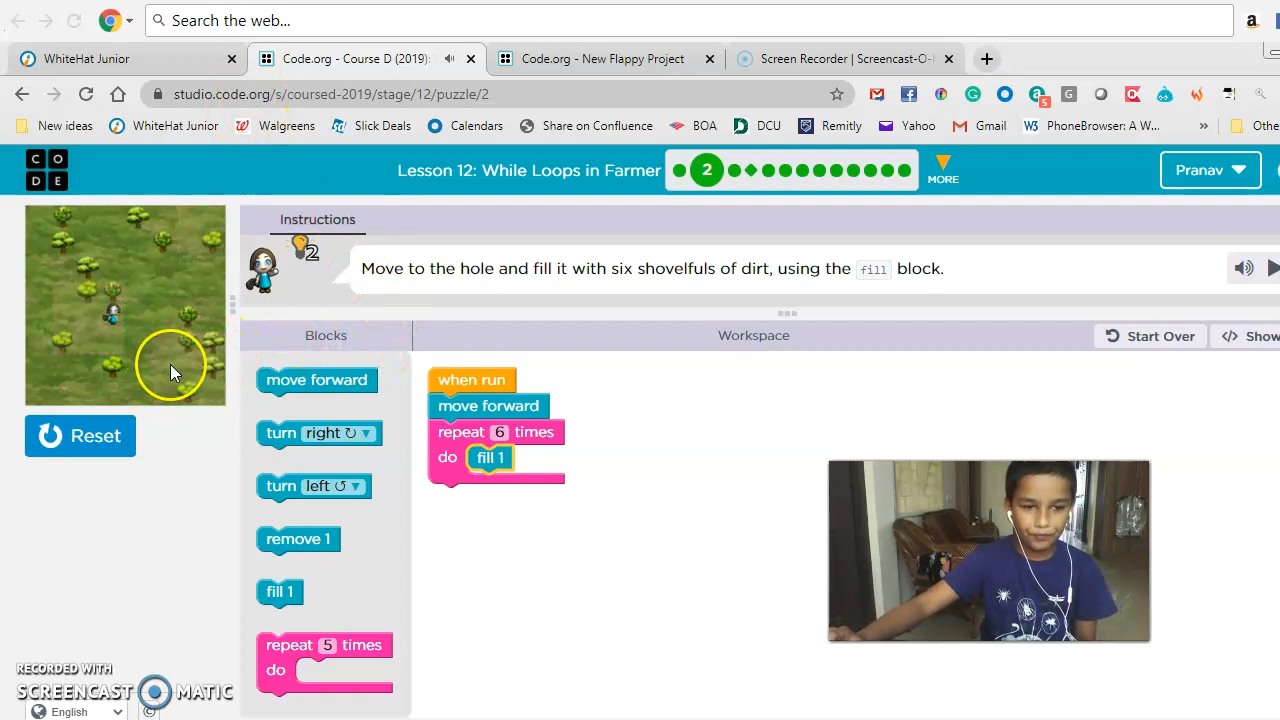 Search the web...
a
WhiteHat Junior
Code.org - Course D (2019):
Code.org - New Flappy Project
Screen Recorder | Screencast-O-
studio.code.org/s/coursed-2019/stage/12/puzzle/2
New ideas
WhiteHat Junior
Walgreens
Slick Deals
Calendars
Share on Confluence
BOA
DCU
Remitly
Yahoo
Gmail
W3 PhoneBrowser: A W...
Other
C O
D E
Lesson 12: While Loops in Farmer
2
MORE
Pranav
Instructions
2
Move to the hole and fill it with six shovelfuls of dirt, using the fill block.
Blocks
Workspace
Start Over
</> Show
move forward
turn right
turn left
remove 1
fill 1
repeat 5 times
do
when run
move forward
repeat 6 times
do fill 1
Reset
RECORDED WITH
SCREENCAST MATIC
English
©